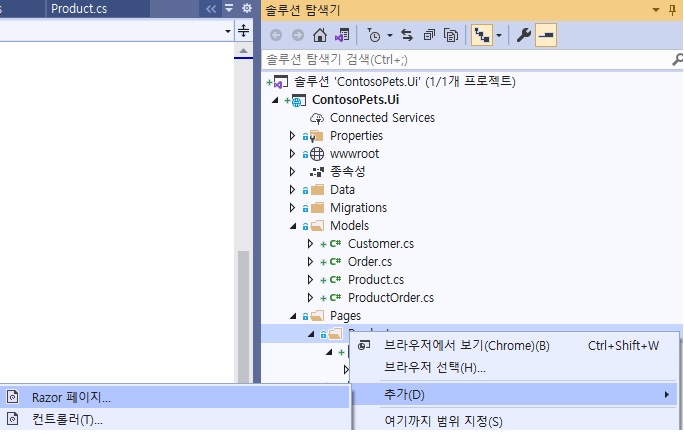 Product.cs
솔루션 탐색기
솔루션 탐색기 검색(Ctrl+;)
솔루션 'ContosoPets.Ui' (1/1개 프로젝트)
ContosoPets.Ui
Connected Services
Properties
wwwroot
종속성
Data
Migrations
Models
C# Customer.cs
C# Order.cs
C# Product.cs
C# ProductOrder.cs
Pages
브라우저에서 보기(Chrome)(B) Ctrl+Shift+W
브라우저 선택(H)...
추가(D)
여기까지 범위 지정(S)
Razor 페이지...
컨트롤러(T)...